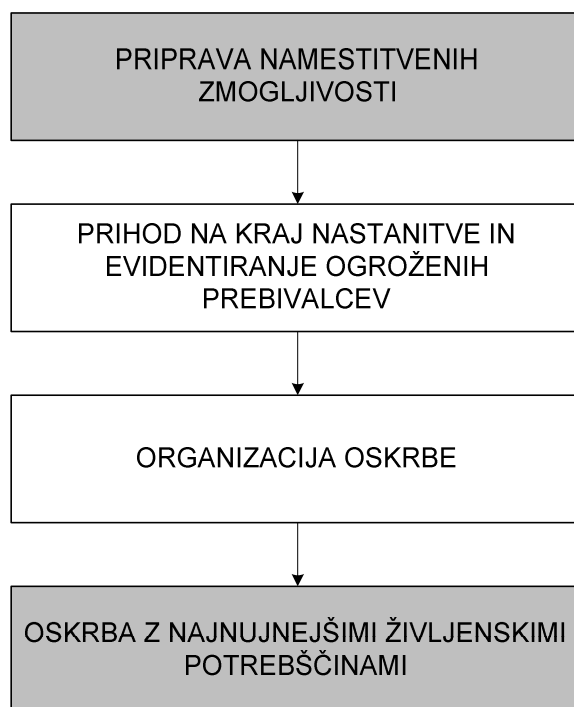 PRIPRAVA NAMESTITVENIH
ZMOGLJIVOSTI
PRIHOD NA KRAJ NASTANITVE IN
EVIDENTIRANJE OGROŽENIH
PREBIVALCEV
ORGANIZACIJA OSKRBE
OSKRBA Z NAJNUJNEJŠIMI ŽIVLJENSKIMI
POTREBŠČINAMI